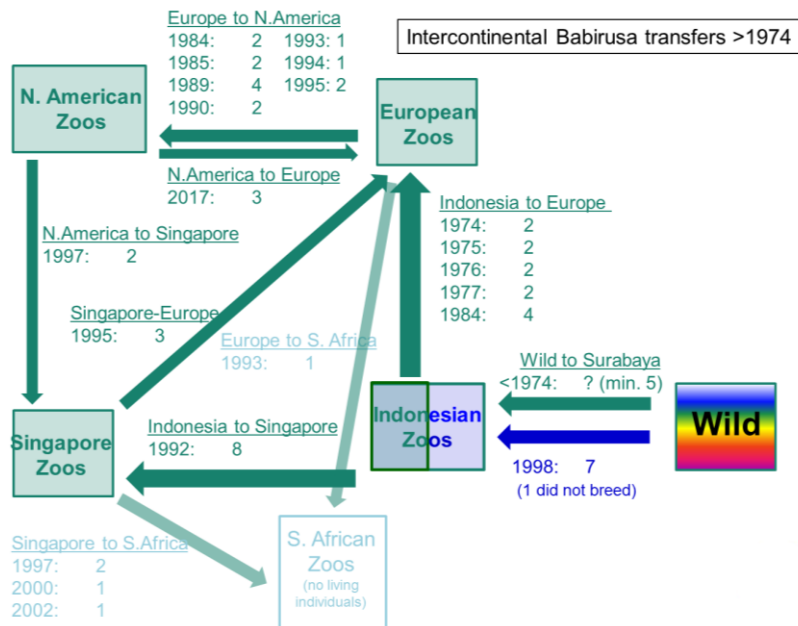 Europe to N.America
1984: 2 1993: 1
1985: 2 1994: 1
1989: 4 1995: 2
1990: 2
Intercontinental Babirusa transfers >1974
N. American
Zoos
European
Zoos
N.America to Europe
2017: 3
Indonesia to Europe
1974: 2
1975: 2
1976: 2
1977: 2
1984: 4
N.America to Singapore
1997: 2
Singapore-Europe
1995: 3
Europe to S. Africa
1993: 1
Wild to Surabaya
<1974: ? (min. 5)
Indonesian
Zoos
Wild
1998: 7
(1 did not breed)
Singapore
Zoos
Indonesia to Singapore
1992: 8
Singapore to S.Africa
1997: 2
2000: 1
2002: 1
S. African
Zoos
(no living
individuals)